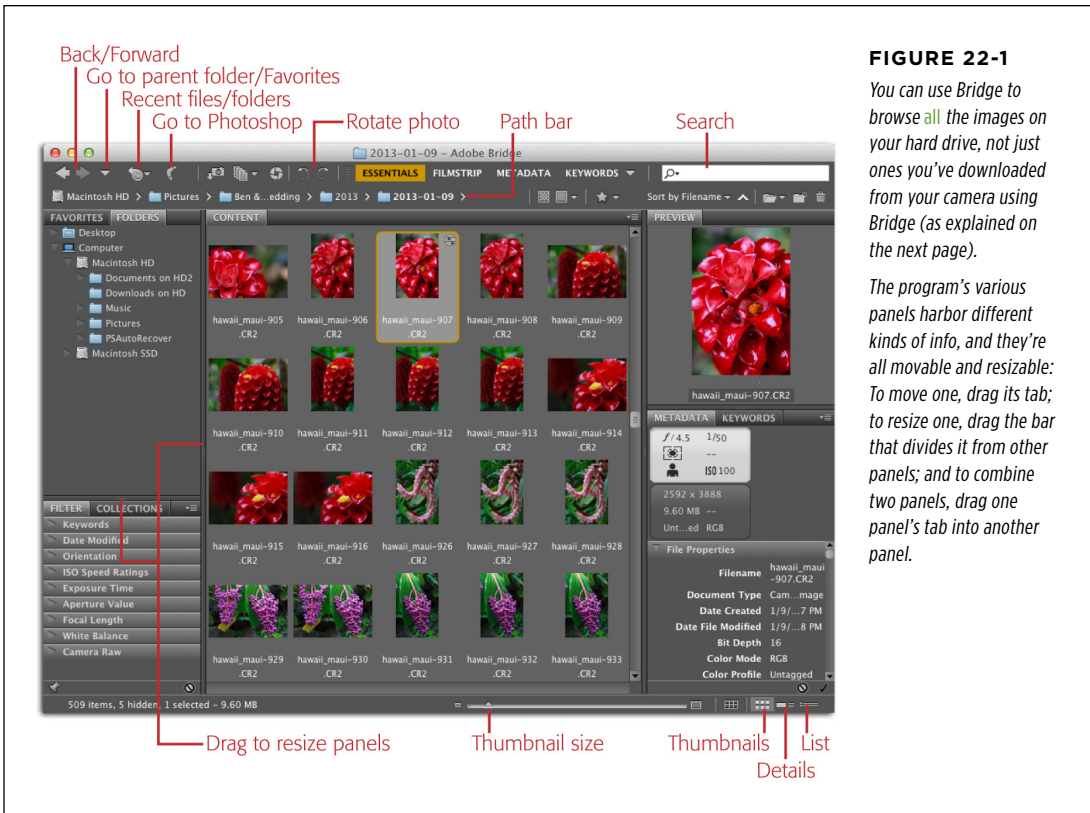 Back/Forward
Go to parent folder/Favorites
Recent files/folders
Go to Photoshop
Rotate photo
Path bar
Search
2013-01-09 – Adobe Bridge
ESSENTIALS FILMSTRIP METADATA KEYWORDS
Macintosh HD > Pictures > Ben &...edding > 2013 > 2013-01-09 >
Sort by Filename
FAVORITES FOLDERS
Desktop
Computer
Macintosh HD
Documents on HD2
Downloads on HD
Music
Pictures
PSAutoRecover
Macintosh SSD
FILTER COLLECTIONS
Keywords
Date Modified
Orientation
ISO Speed Ratings
Exposure Time
Aperture Value
Focal Length
White Balance
Camera Raw
CONTENT
hawaii_maui-905 hawaii_maui-906 hawaii_maui-907 hawaii_maui-908 hawaii_maui-909
.CR2 .CR2 .CR2 .CR2 .CR2
hawaii_maui-910 hawaii_maui-911 hawaii_maui-912 hawaii_maui-913 hawaii_maui-914
.CR2 .CR2 .CR2 .CR2 .CR2
hawaii_maui-915 hawaii_maui-916 hawaii_maui-926 hawaii_maui-927 hawaii_maui-928
.CR2 .CR2 .CR2 .CR2 .CR2
hawaii_maui-929 hawaii_maui-930 hawaii_maui-931 hawaii_maui-932 hawaii_maui-933
.CR2 .CR2 .CR2 .CR2 .CR2
PREVIEW
hawaii_maui-907.CR2
METADATA KEYWORDS
f/4.5 1/50
--
ISO 100
2592 x 3888
9.60 MB --
Unt...ed RGB
File Properties
Filename hawaii_maui
-907.CR2
Document Type Cam...mage
Date Created 1/9/...7 PM
Date File Modified 1/9/...8 PM
Bit Depth 16
Color Mode RGB
Color Profile Untagged
509 items, 5 hidden, 1 selected – 9.60 MB
Drag to resize panels
Thumbnail size
Thumbnails
Details
List
FIGURE 22-1
You can use Bridge to
browse all the images on
your hard drive, not just
ones you've downloaded
from your camera using
Bridge (as explained on
the next page).
The program's various
panels harbor different
kinds of info, and they're
all movable and resizable:
To move one, drag its tab;
to resize one, drag the bar
that divides it from other
panels; and to combine
two panels, drag one
panel's tab into another
panel.